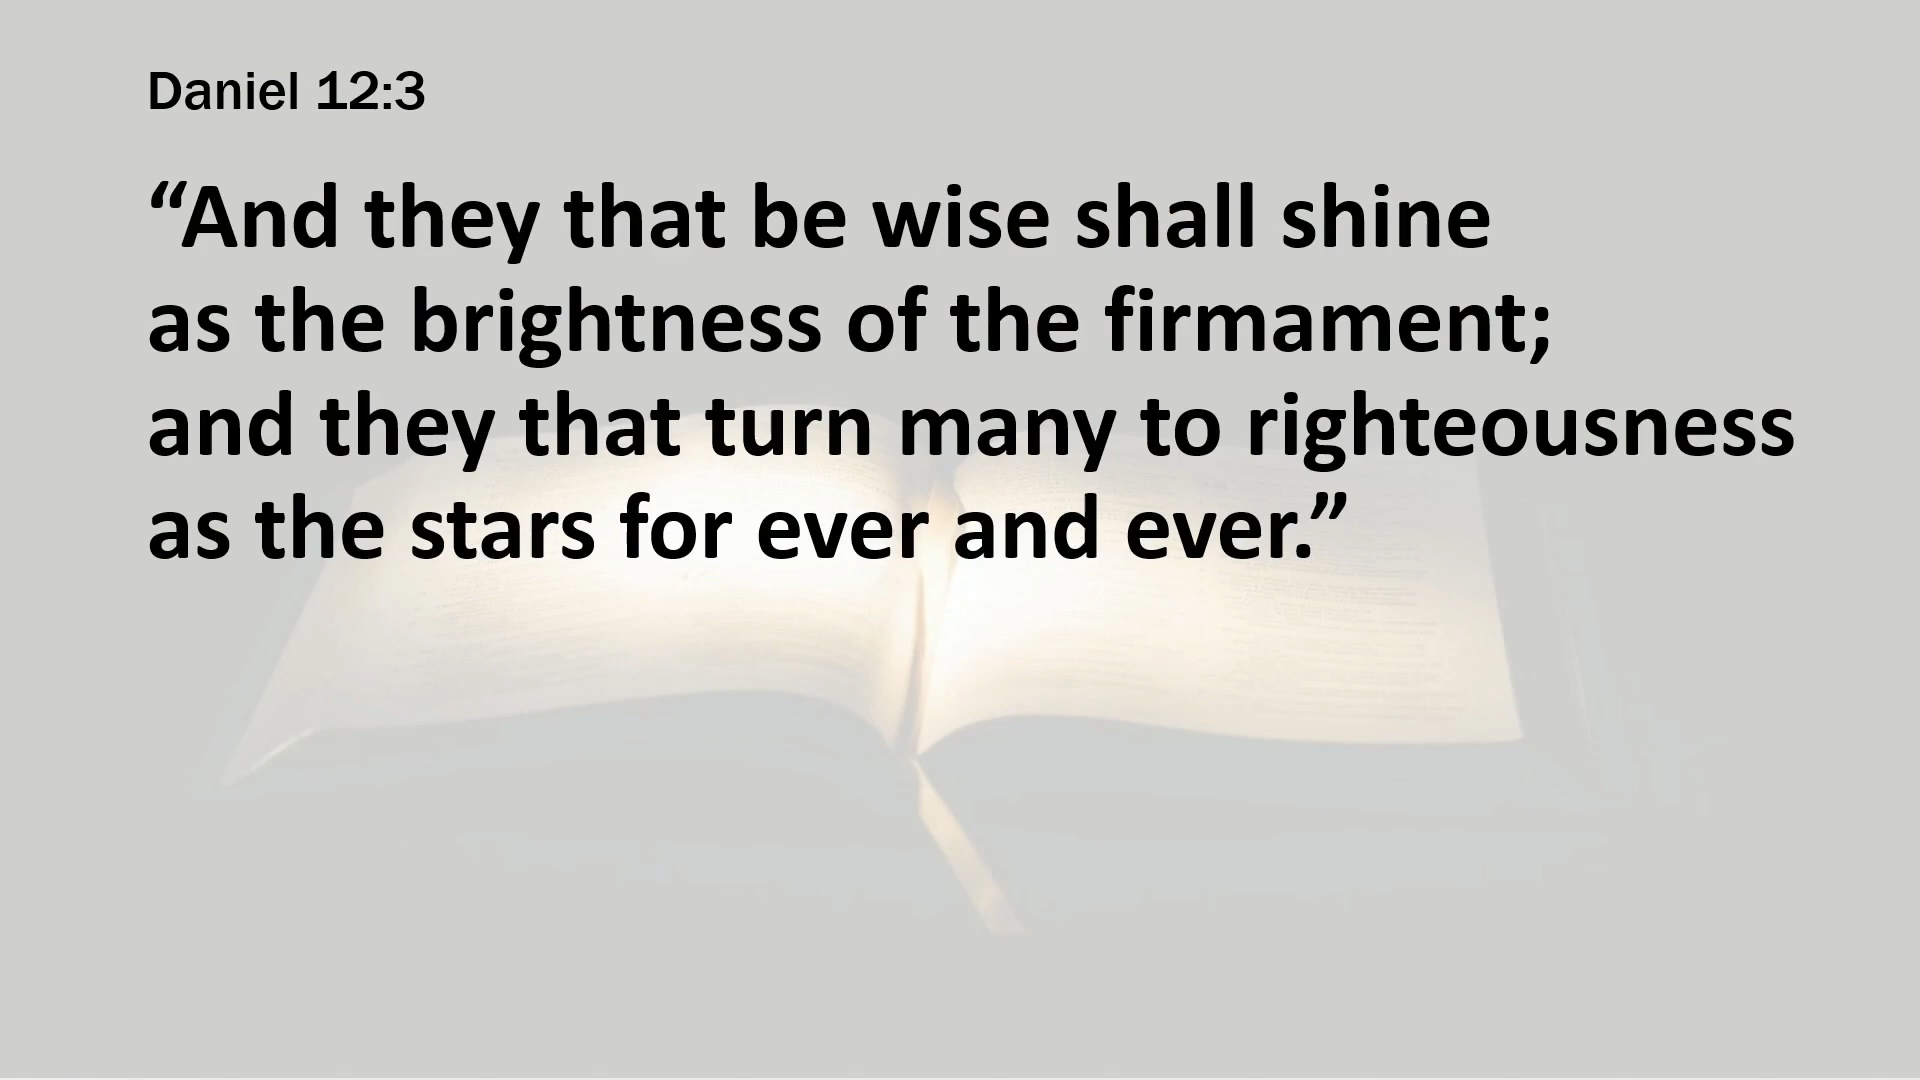 Daniel 12:3
“And they that be wise shall shine
as the brightness of the firmament;
and they that turn many to righteousness
as the stars for ever and ever.”